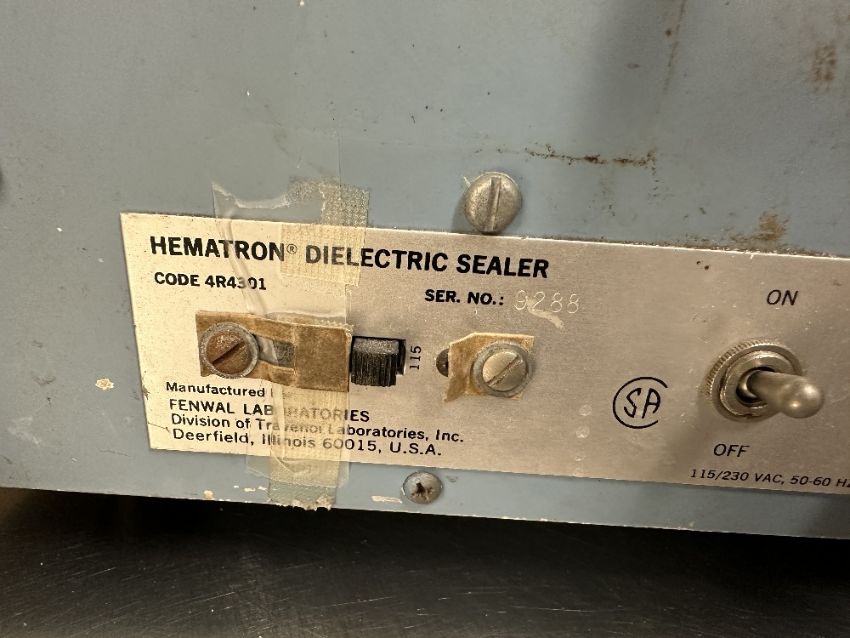 HEMATRON® DIELECTRIC SEALER
CODE 4R4301
SER. NO.: 9288
115
ON
Manufactured
FENWAL LABORATORIES
Division of Travenol Laboratories, Inc.
Deerfield, Illinois 60015, U.S.A.
SA
OFF
115/230 VAC, 50-60 HZ